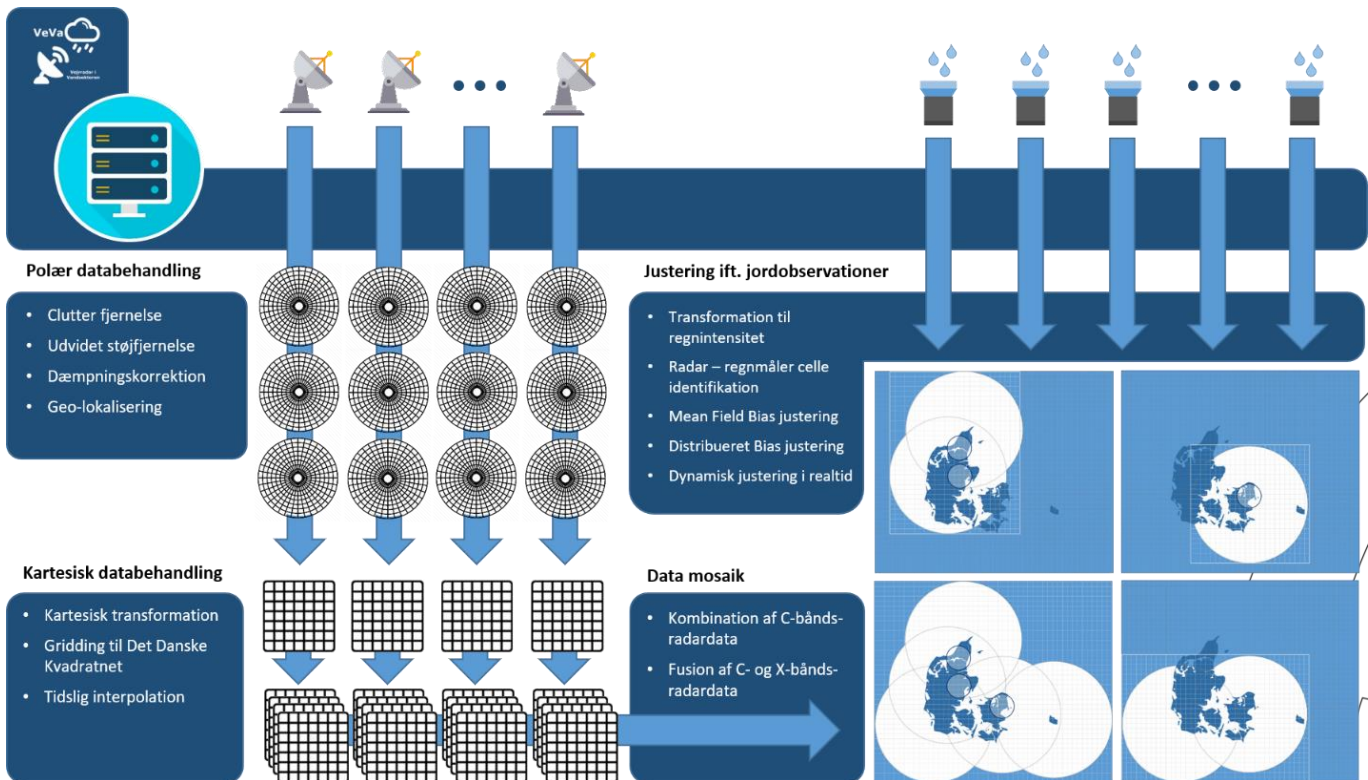 VeVa
Vejrradar i
Vandsektoren
Polær databehandling
• Clutter fjernelse
• Udvidet støjfjernelse
• Dæmpningskorrektion
• Geo-lokalisering
Justering ift. jordobservationer
• Transformation til
regnintensitet
• Radar – regnmåler celle
identifikation
• Mean Field Bias justering
• Distribueret Bias justering
• Dynamisk justering i realtid
Kartesisk databehandling
• Kartesisk transformation
• Gridding til Det Danske
Kvadratnet
• Tidslig interpolation
Data mosaik
• Kombination af C-bånds-
radardata
• Fusion af C- og X-bånds-
radardata